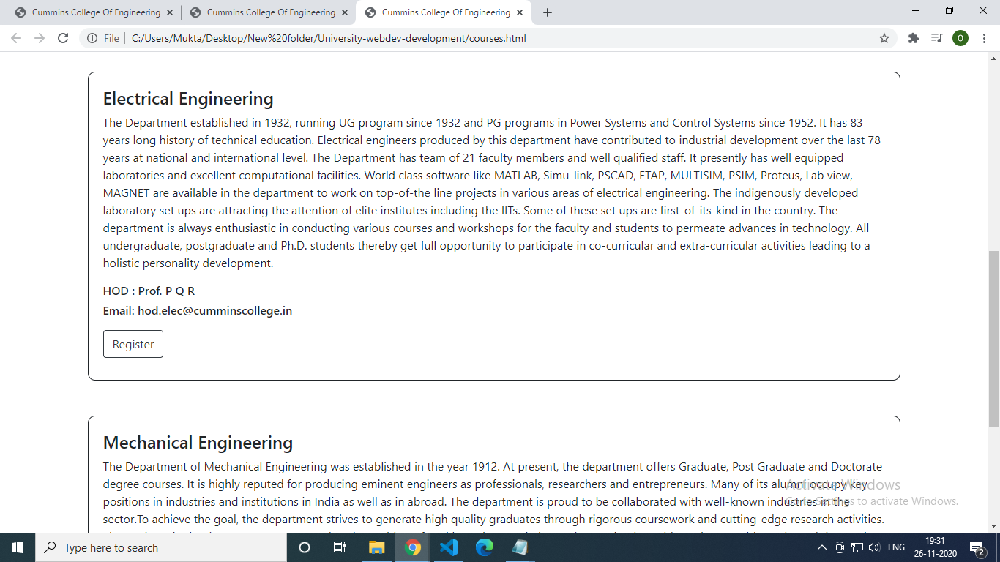 Cummins College Of Engineering
Cummins College Of Engineering
Cummins College Of Engineering
File
C:/Users/Mukta/Desktop/New%20folder/University-webdev-development/courses.html
O
Electrical Engineering
The Department established in 1932, running UG program since 1932 and PG programs in Power Systems and Control Systems since 1952. It has 83
years long history of technical education. Electrical engineers produced by this department have contributed to industrial development over the last 78
years at national and international level. The Department has team of 21 faculty members and well qualified staff. It presently has well equipped
laboratories and excellent computational facilities. World class software like MATLAB, Simu-link, PSCAD, ETAP, MULTISIM, PSIM, Proteus, Lab view,
MAGNET are available in the department to work on top-of-the line projects in various areas of electrical engineering. The indigenously developed
laboratory set ups are attracting the attention of elite institutes including the IITs. Some of these set ups are first-of-its-kind in the country. The
department is always enthusiastic in conducting various courses and workshops for the faculty and students to permeate advances in technology. All
undergraduate, postgraduate and Ph.D. students thereby get full opportunity to participate in co-curricular and extra-curricular activities leading to a
holistic personality development.
HOD : Prof. P Q R
Email: hod.elec@cumminscollege.in
Register
Mechanical Engineering
The Department of Mechanical Engineering was established in the year 1912. At present, the department offers Graduate, Post Graduate and Doctorate
degree courses. It is highly reputed for producing eminent engineers as professionals, researchers and entrepreneurs. Many of its alumni occupy key
positions in industries and institutions in India as well as in abroad. The department is proud to be collaborated with well-known industries in the
sector.To achieve the goal, the department strives to generate high quality graduates through rigorous coursework and cutting-edge research activities.
Activate Windows
Go to Settings to activate Windows.
Type here to search
ENG
19:31
26-11-2020
2